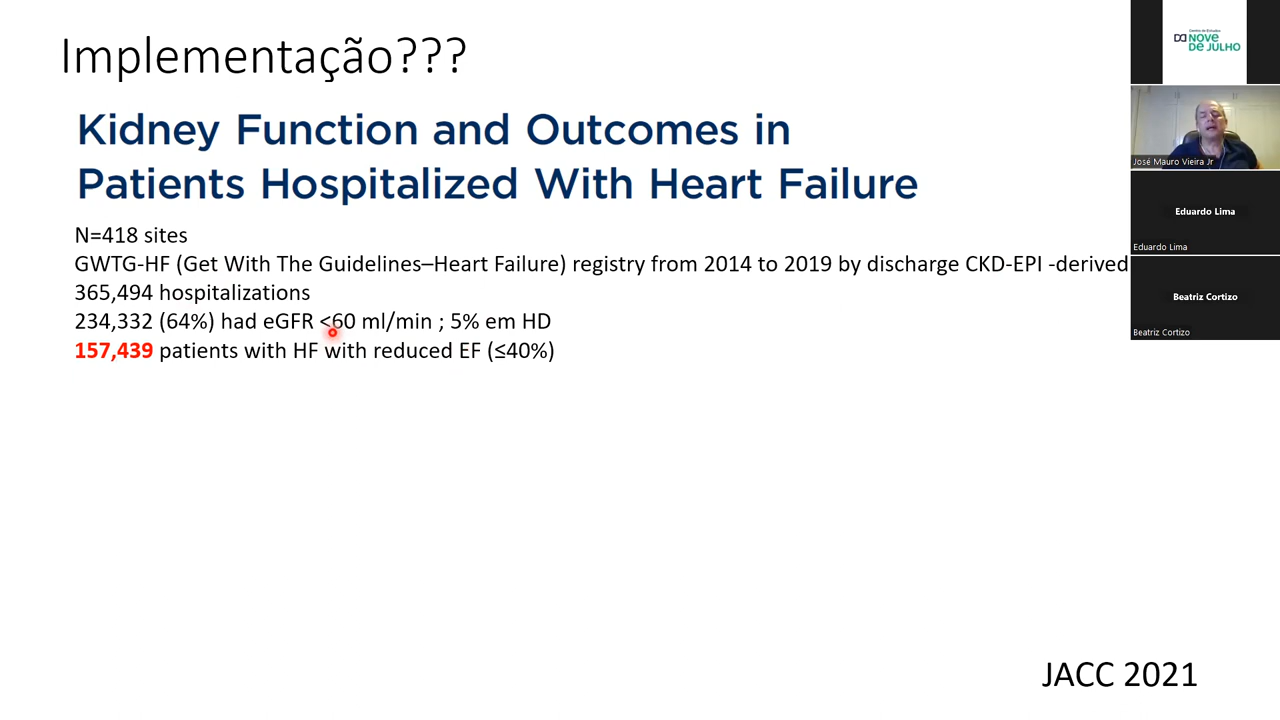 Implementação???
Kidney Function and Outcomes in
Patients Hospitalized With Heart Failure
N=418 sites
GWTG-HF (Get With The Guidelines–Heart Failure) registry from 2014 to 2019 by discharge CKD-EPI -derived
365,494 hospitalizations
234,332 (64%) had eGFR <60 ml/min ; 5% em HD
157,439 patients with HF with reduced EF (≤40%)
JACC 2021
Centro de Estudos
NOVE
DE JULHO
José Mauro Vieira Jr
Eduardo Lima
Eduardo Lima
Beatriz Cortizo
Beatriz Cortizo